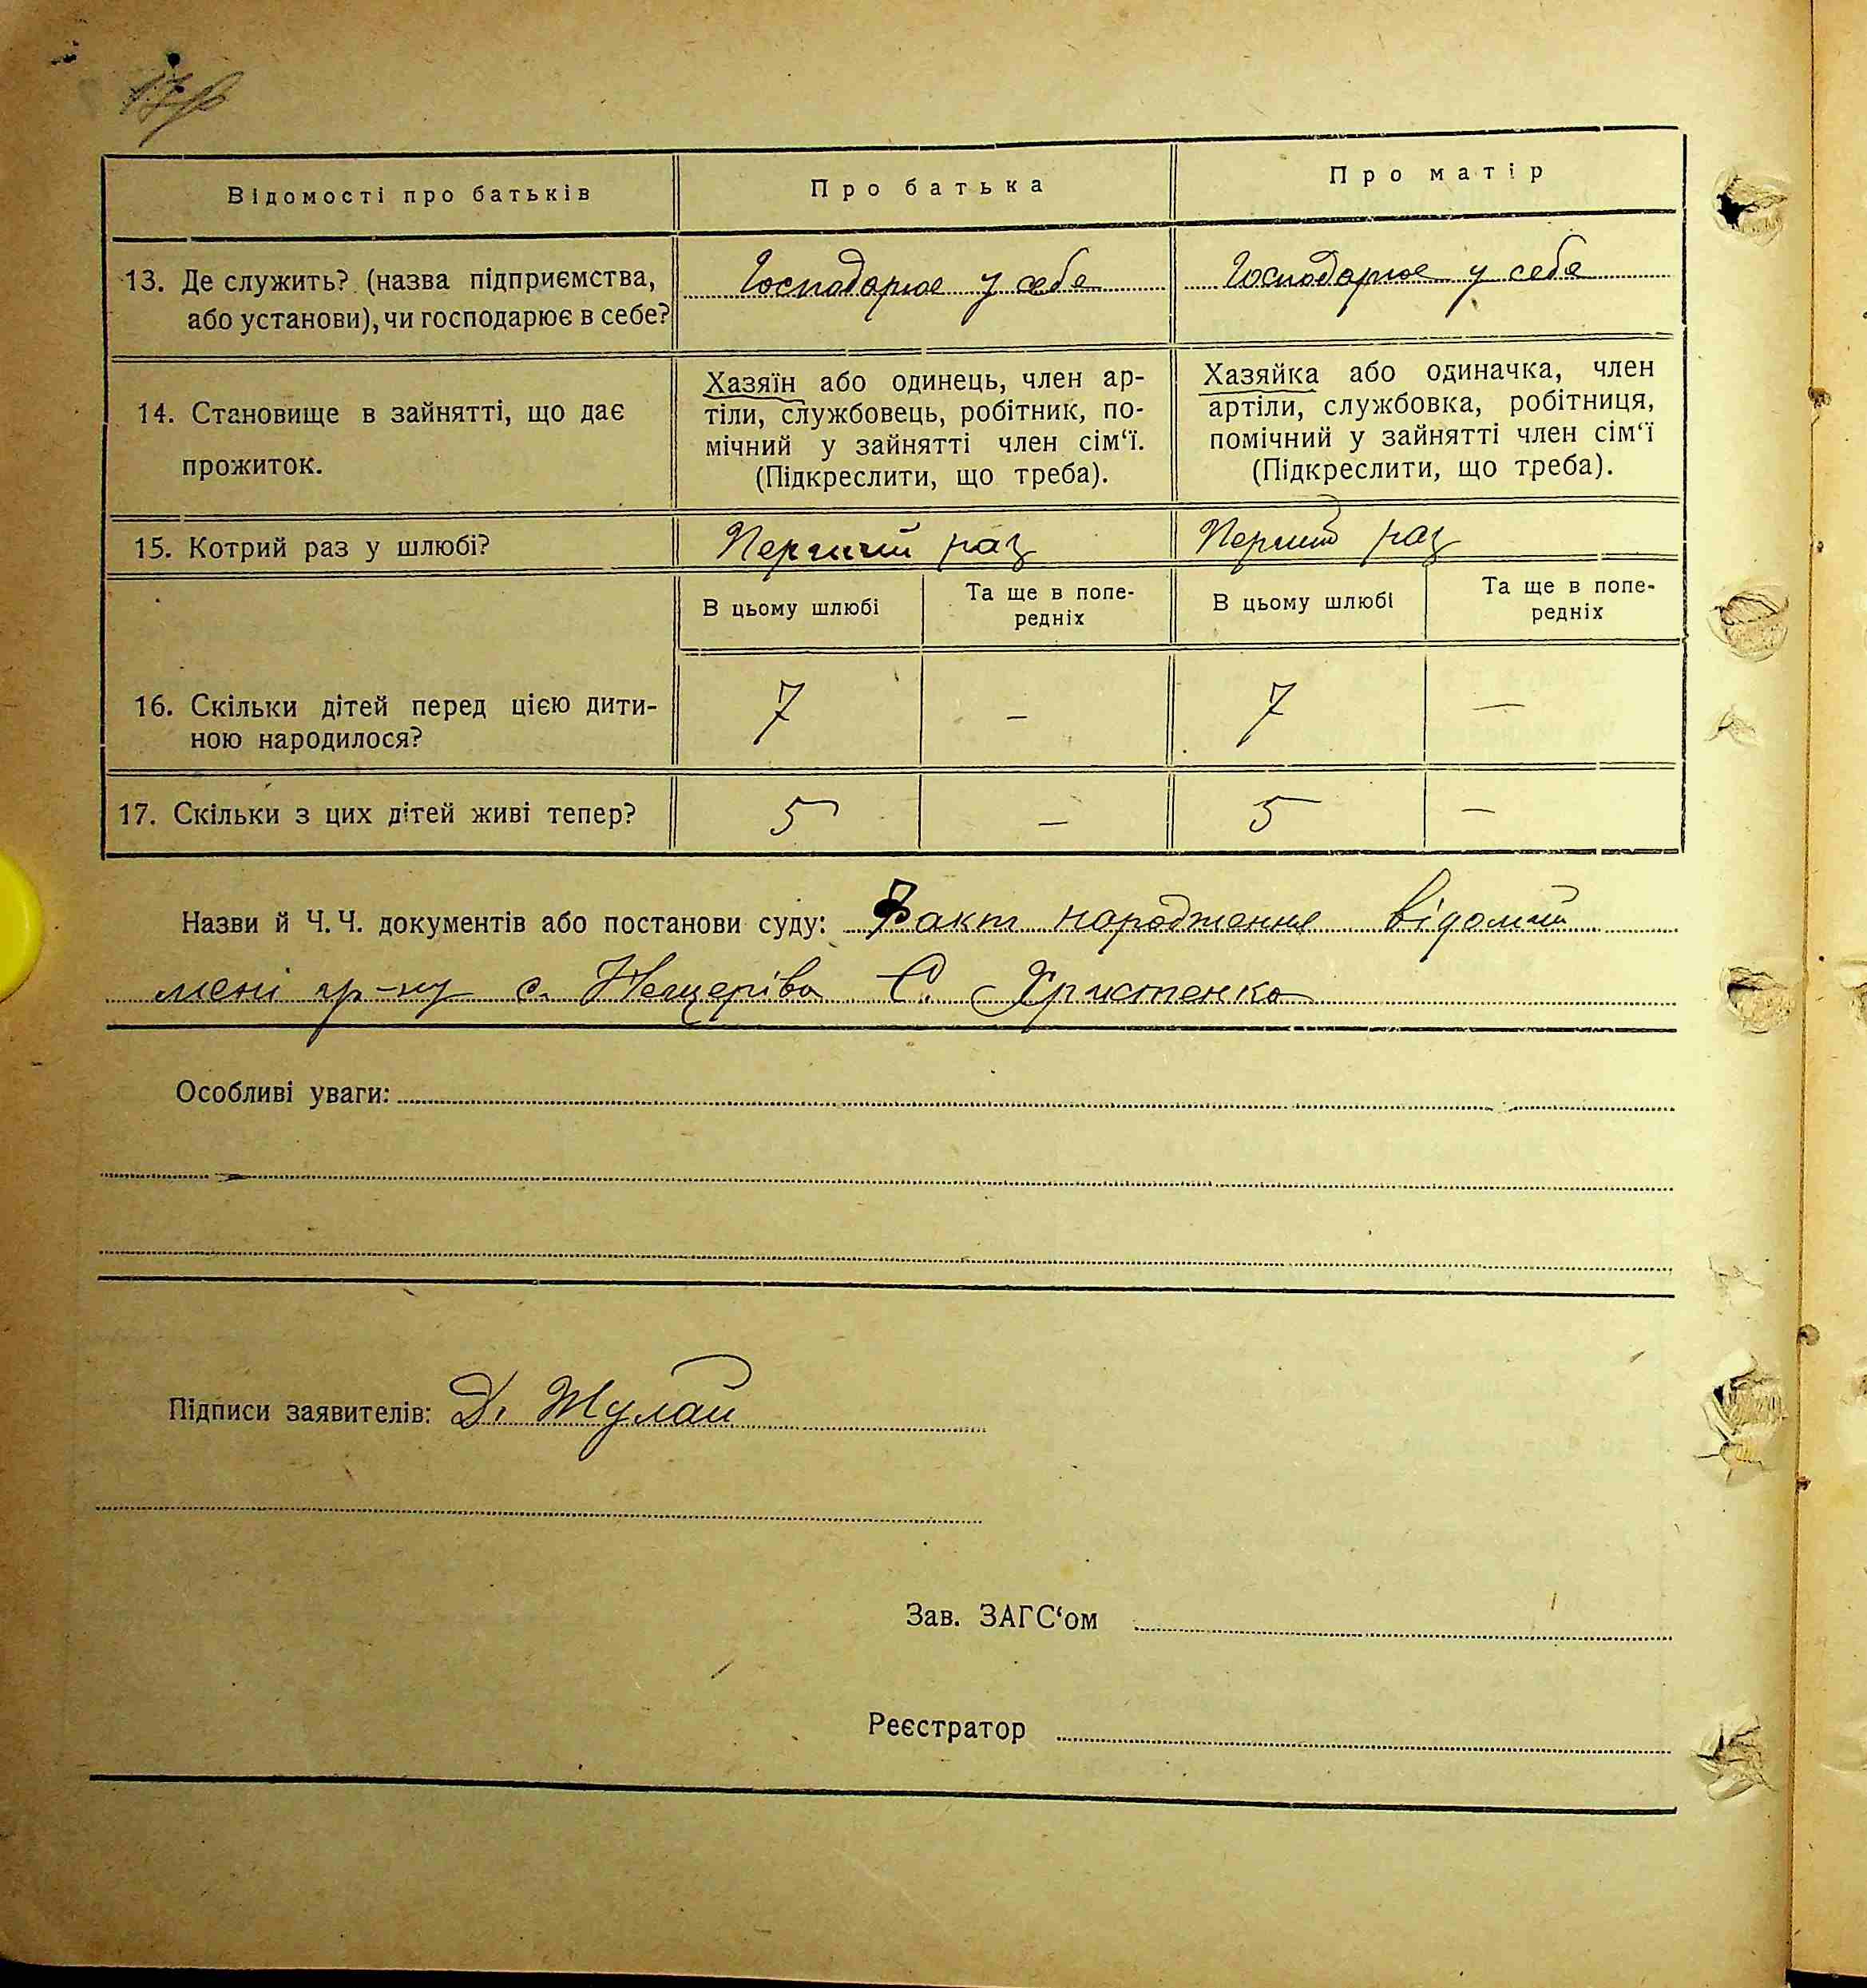 Відомості про батьків
Про батька
Про матір
13. Де служить? (назва підприємства,
або установи), чи господарює в себе?
Господарює у себе
Господарює у себе
14. Становище в зайнятті, що дає
прожиток.
Хазяїн або одинець, член ар-
тіли, службовець, робітник, по-
мічний у зайнятті член сім‘ї.
(Підкреслити, що треба).
Хазяйка або одиначка, член
артіли, службовка, робітниця,
помічний у зайнятті член сім‘ї
(Підкреслити, що треба).
15. Котрий раз у шлюбі?
Перший раз
Перший раз
В цьому шлюбі
Та ще в попе-
редніх
В цьому шлюбі
Та ще в попе-
редніх
16. Скільки дітей перед цією дити-
ною народилося?
7 — 7 —
17. Скільки з цих дітей живі тепер?
5 — 5 —
Назви й Ч. Ч. документів або постанови суду: Факт народження відомий
мені гр-ну с. Нещерова С. Христенко
Особливі уваги:
Підписи заявителів: Д. Жулай
Зав. ЗАГС‘ом
Реєстратор